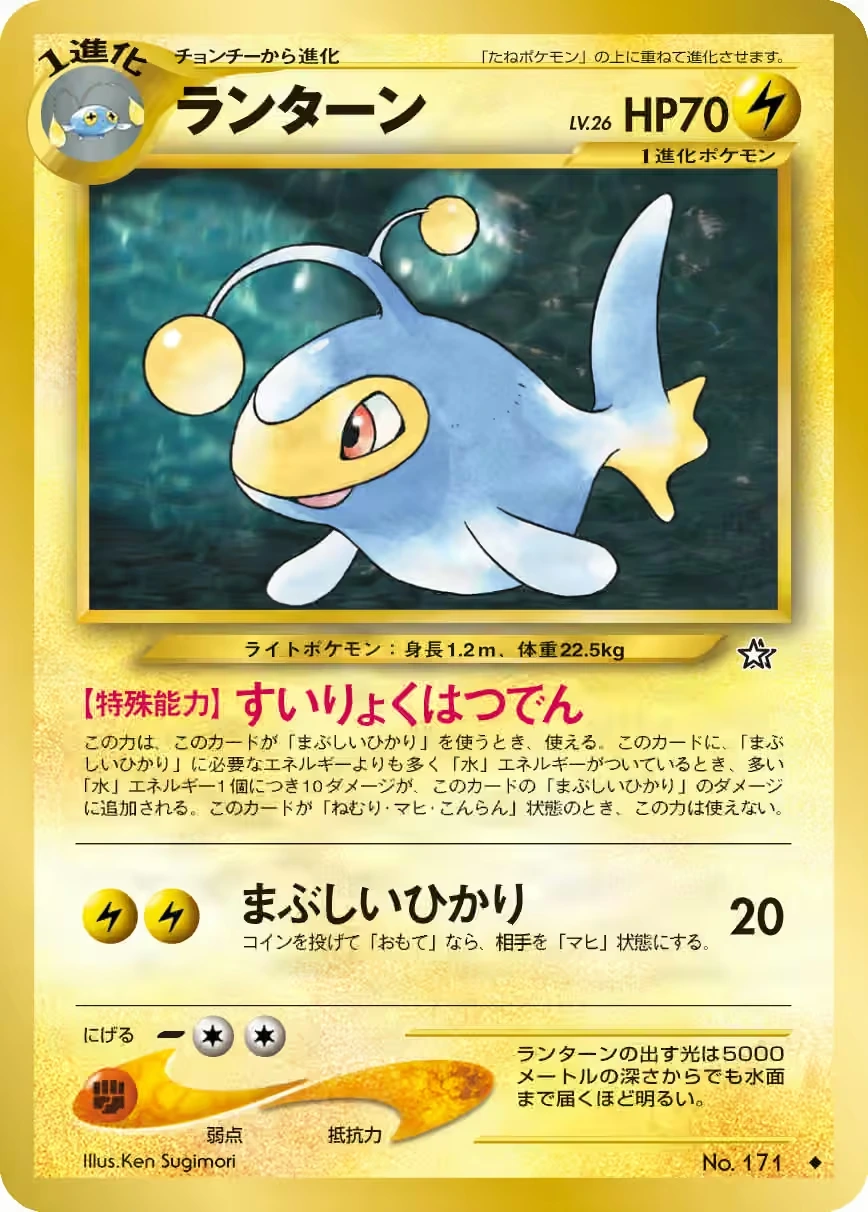 1進化
チョンチーから進化
「たねポケモン」の上に重ねて進化させます。
ランターン
LV.26 HP70
1進化ポケモン
ライトポケモン：身長1.2m、体重22.5kg
【特殊能力】すいりょくはつでん
この力は、このカードが「まぶしいひかり」を使うとき、使える。このカードに、「まぶ
しいひかり」に必要なエネルギーよりも多く「水」エネルギーがついているとき、多い
「水」エネルギー1個につき10ダメージが、このカードの「まぶしいひかり」のダメージ
に追加される。このカードが「ねむり・マヒ・こんらん」状態のとき、この力は使えない。
まぶしいひかり 20
コインを投げて「おもて」なら、相手を「マヒ」状態にする。
にげる
弱点
抵抗力
ランターンの出す光は5000
メートルの深さからでも水面
まで届くほど明るい。
Illus.Ken Sugimori
No. 171